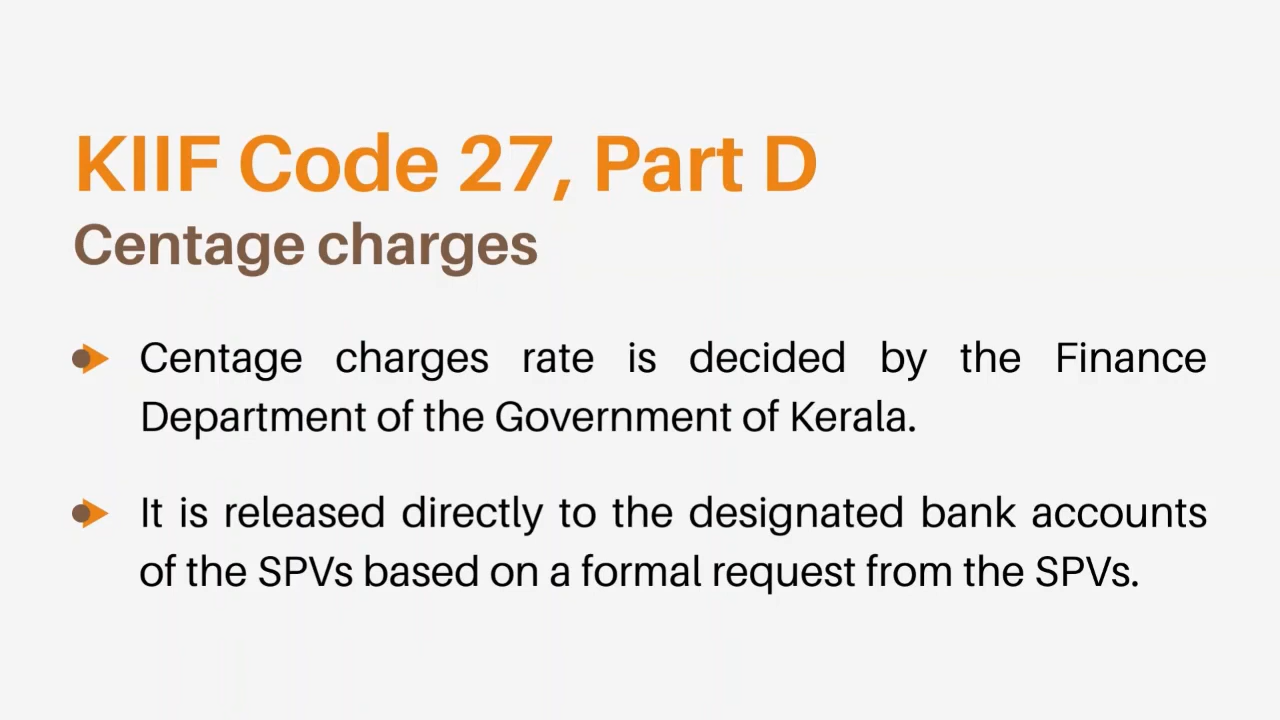 KIIF Code 27, Part D
Centage charges
Centage charges rate is decided by the Finance
Department of the Government of Kerala.
It is released directly to the designated bank accounts
of the SPVs based on a formal request from the SPVs.